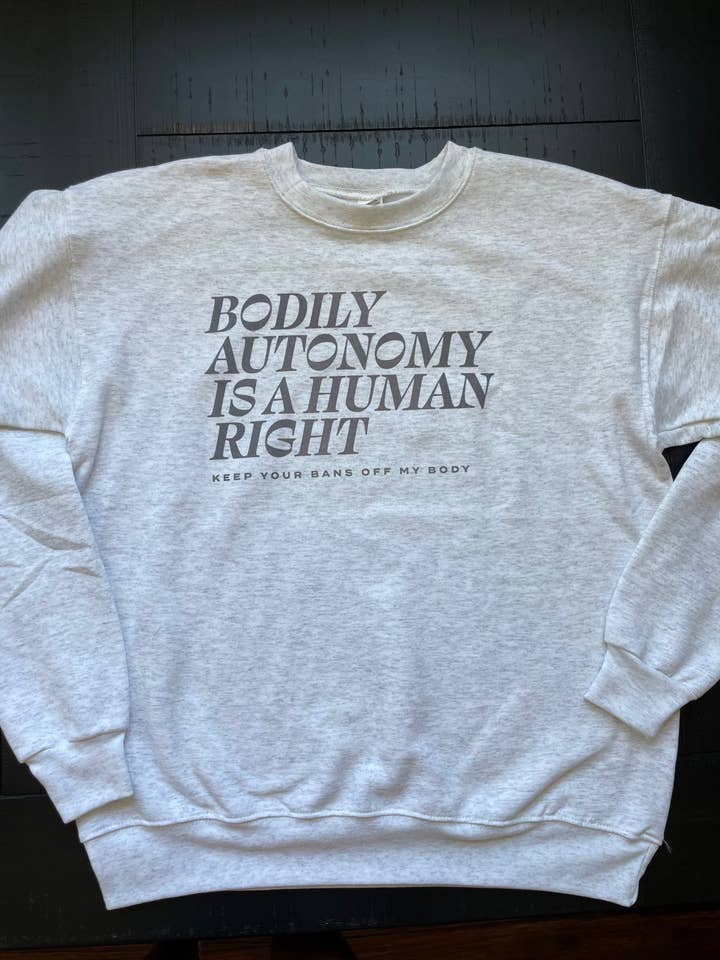 BODILY
AUTONOMY
IS A HUMAN
RIGHT
KEEP YOUR BANS OFF MY BODY